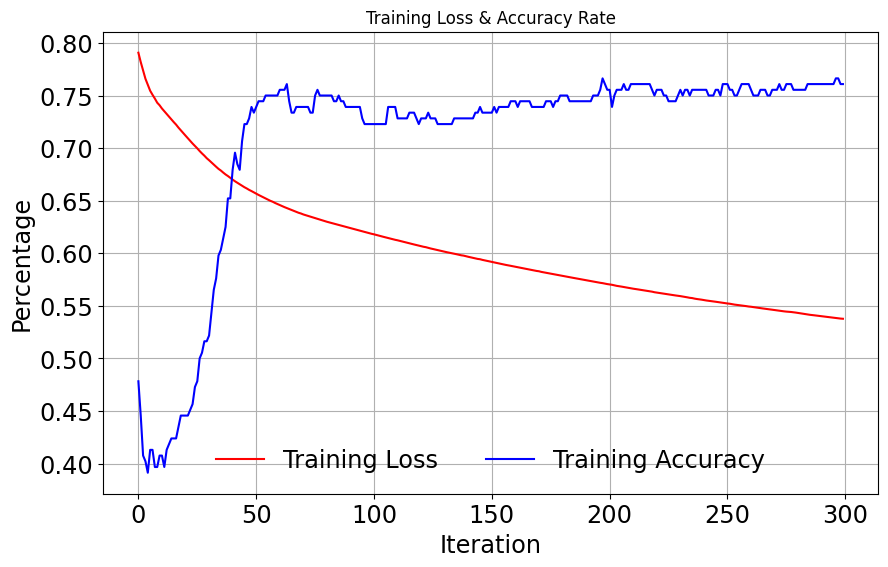 Training Loss & Accuracy Rate
0.80
0.75
0.70
0.65
0.60
0.55
0.50
0.45
0.40
Percentage
Training Loss
Training Accuracy
0 50 100 150 200 250 300
Iteration